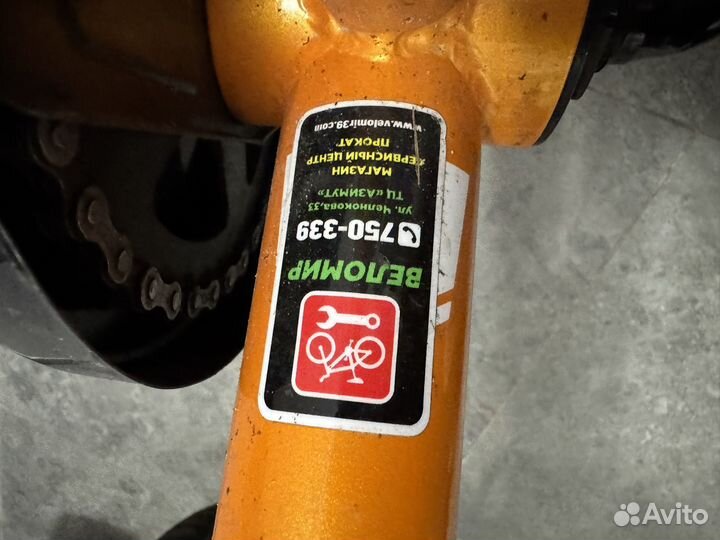 ВЕЛОМИР
750-339
ул. Челнокова,33
ТЦ «АЗИМУТ»
МАГАЗИН
СЕРВИСНЫЙ ЦЕНТР
ПРОКАТ
www.velomir39.com
Avito